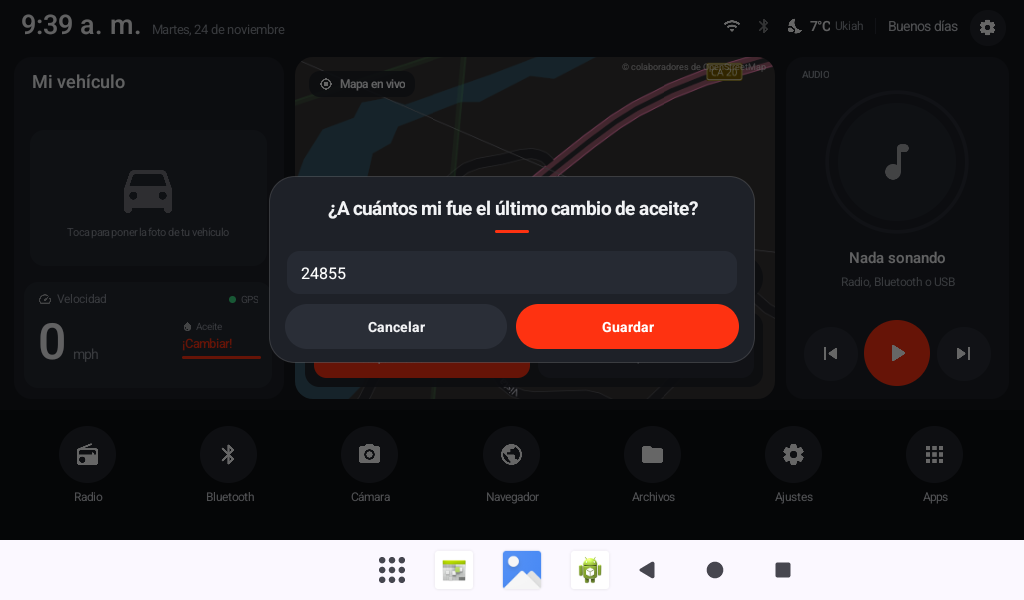 9:39 a. m. Martes, 24 de noviembre
7°C Ukiah
Buenos días
Mi vehículo
Toca para poner la foto de tu vehículo
Velocidad
GPS
0 mph
Aceite
¡Cambiar!
Mapa en vivo
© colaboradores de OpenStreetMap
CA 20
¿A cuántos mi fue el último cambio de aceite?
24855
Cancelar
Guardar
AUDIO
Nada sonando
Radio, Bluetooth o USB
Radio
Bluetooth
Cámara
Navegador
Archivos
Ajustes
Apps